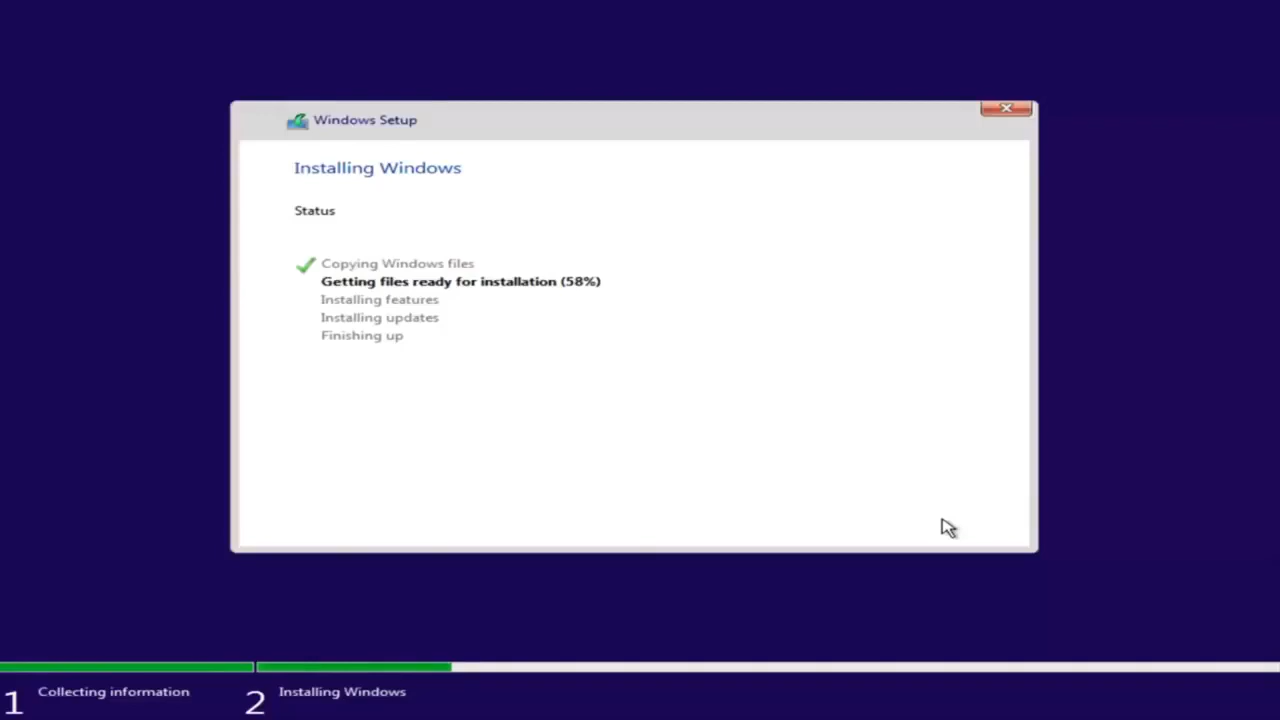 Windows Setup
Installing Windows
Status
Copying Windows files
Getting files ready for installation (58%)
Installing features
Installing updates
Finishing up
1 Collecting information
2 Installing Windows